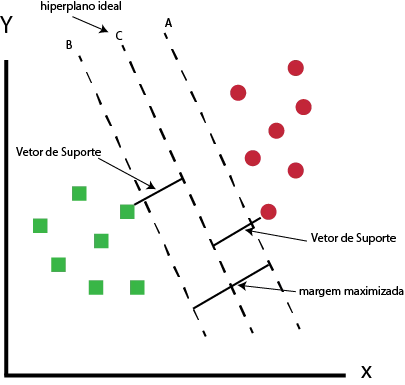 hiperplano ideal
Y
A
C
B
Vetor de Suporte
Vetor de Suporte
margem maximizada
x